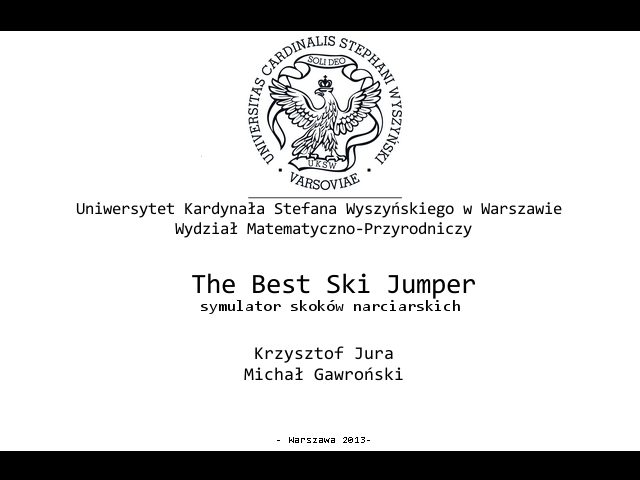 UNIVERSITAS CARDINALIS STEPHANI WYSZYŃSKI
SOLI DEO
UKSW
• VARSOVIAE •
Uniwersytet Kardynała Stefana Wyszyńskiego w Warszawie
Wydział Matematyczno-Przyrodniczy
The Best Ski Jumper
symulator skoków narciarskich
Krzysztof Jura
Michał Gawroński
- Warszawa 2013-